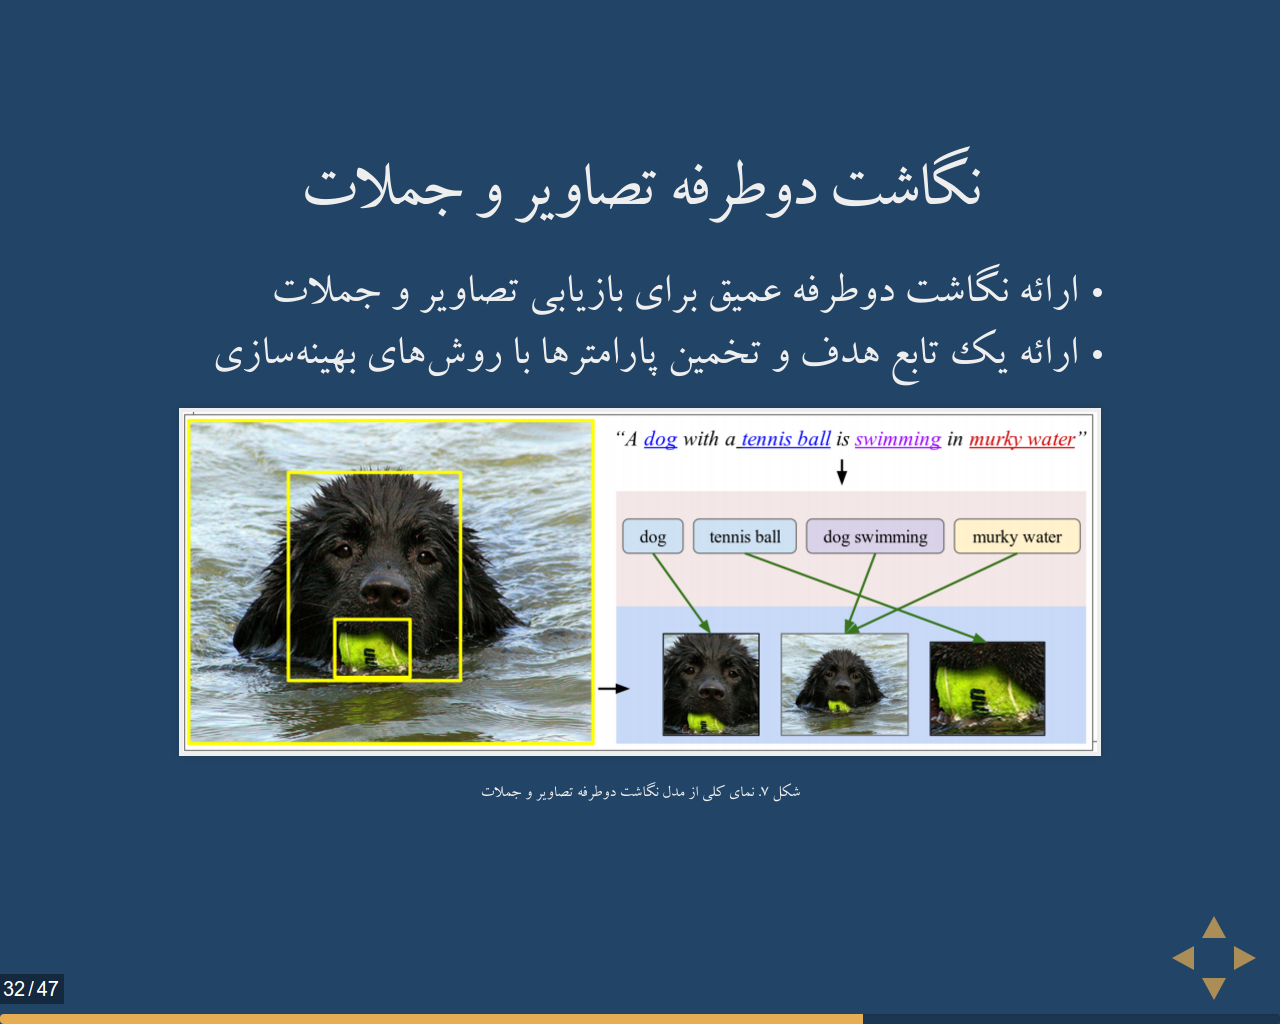 نگاشت دوطرفه تصاویر و جملات
• ارائه نگاشت دوطرفه عمیق برای بازیابی تصاویر و جملات
• ارائه یک تابع هدف و تخمین پارامترها با روش‌های بهینه‌سازی
“A dog with a tennis ball is swimming in murky water”
dog
tennis ball
dog swimming
murky water
شکل ۷. نمای کلی از مدل نگاشت دوطرفه تصاویر و جملات
32 / 47